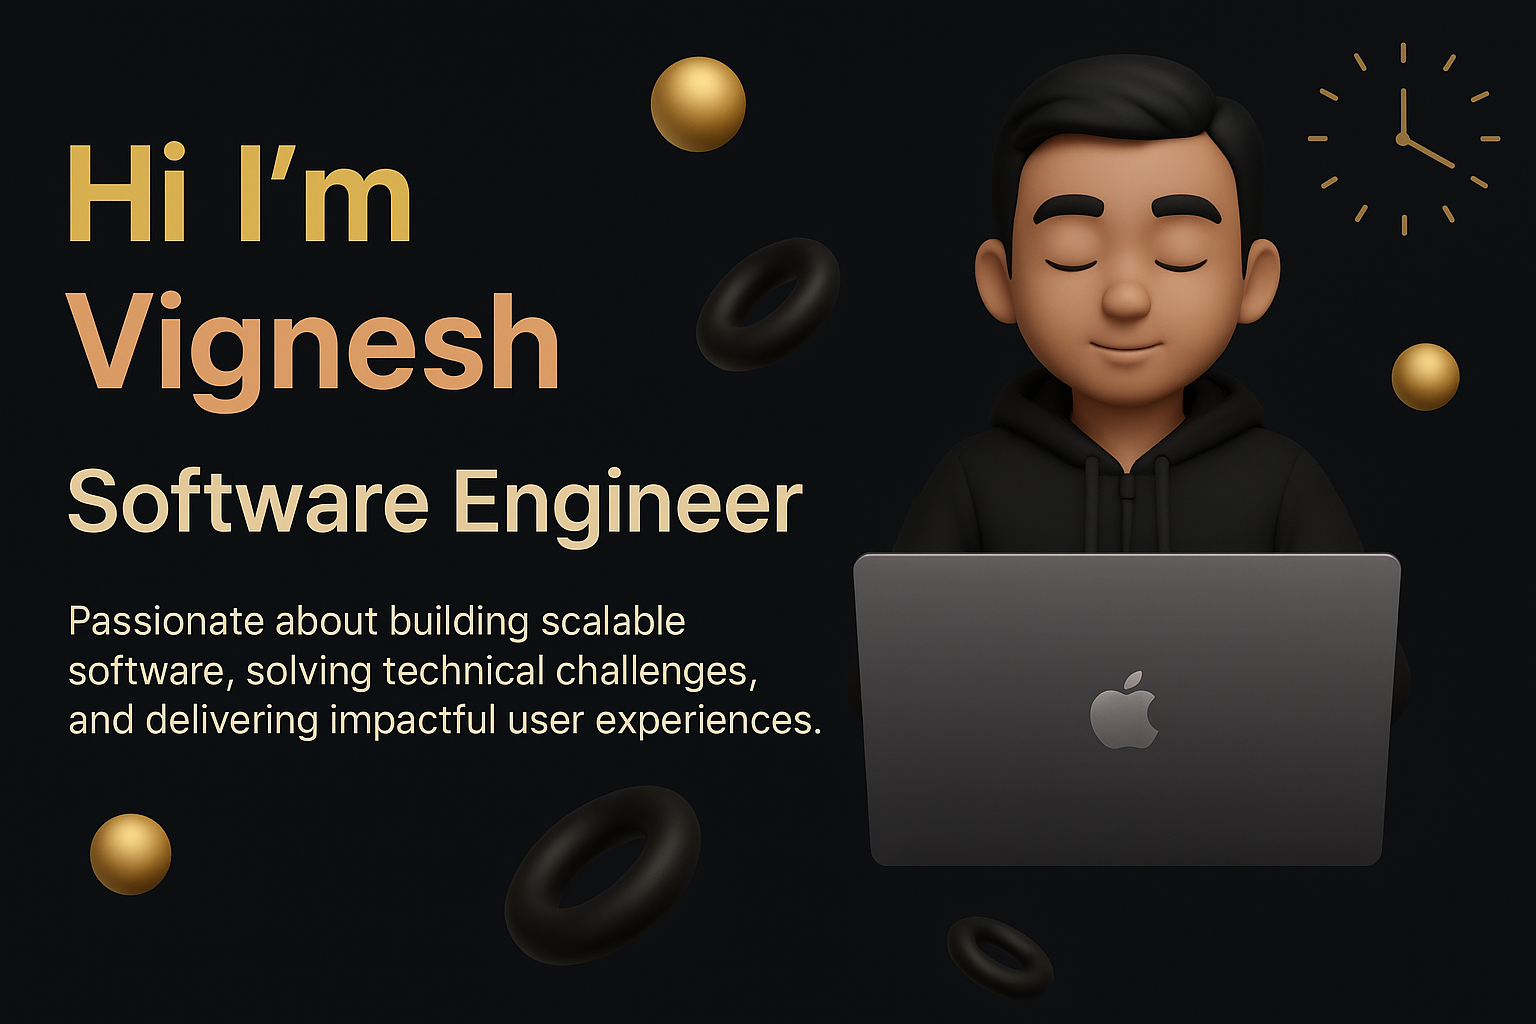 Hi I’m
Vignesh
Software Engineer
Passionate about building scalable
software, solving technical challenges,
and delivering impactful user experiences.